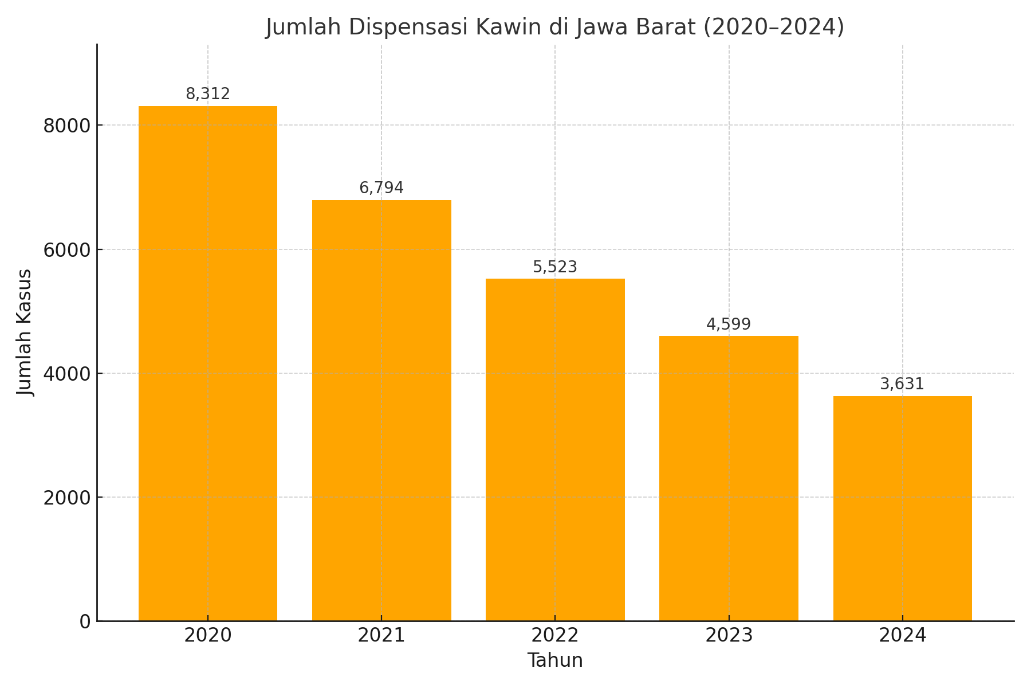 Jumlah Dispensasi Kawin di Jawa Barat (2020–2024)
8,312
8000
6,794
6000
5,523
4,599
4000
3,631
2000
0
Jumlah Kasus
2020 2021 2022 2023 2024
Tahun